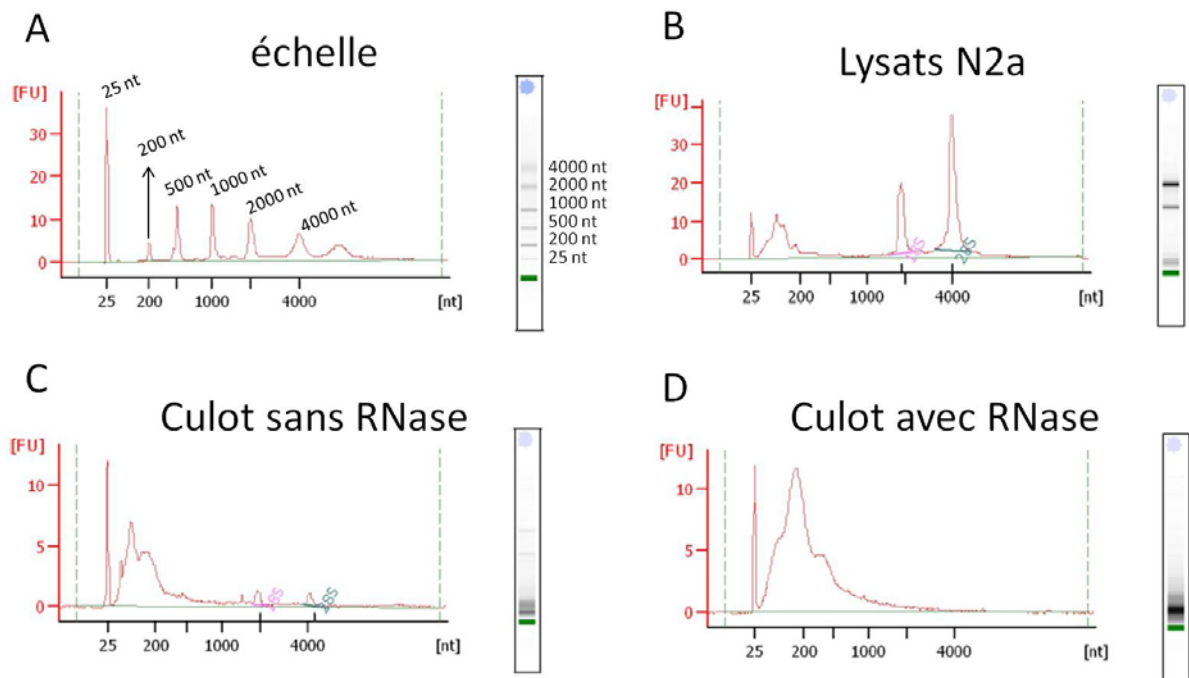 A
échelle
[FU]
30
20
10
0
25 nt
200 nt
500 nt
1000 nt
2000 nt
4000 nt
25
200
1000
4000
[nt]
4000 nt
2000 nt
1000 nt
500 nt
200 nt
25 nt
B
Lysats N2a
[FU]
30
20
10
0
28S
25
200
1000
4000
[nt]
C
Culot sans RNase
[FU]
10
5
0
28S
25
200
1000
4000
[nt]
D
Culot avec RNase
[FU]
10
5
0
25
200
1000
4000
[nt]